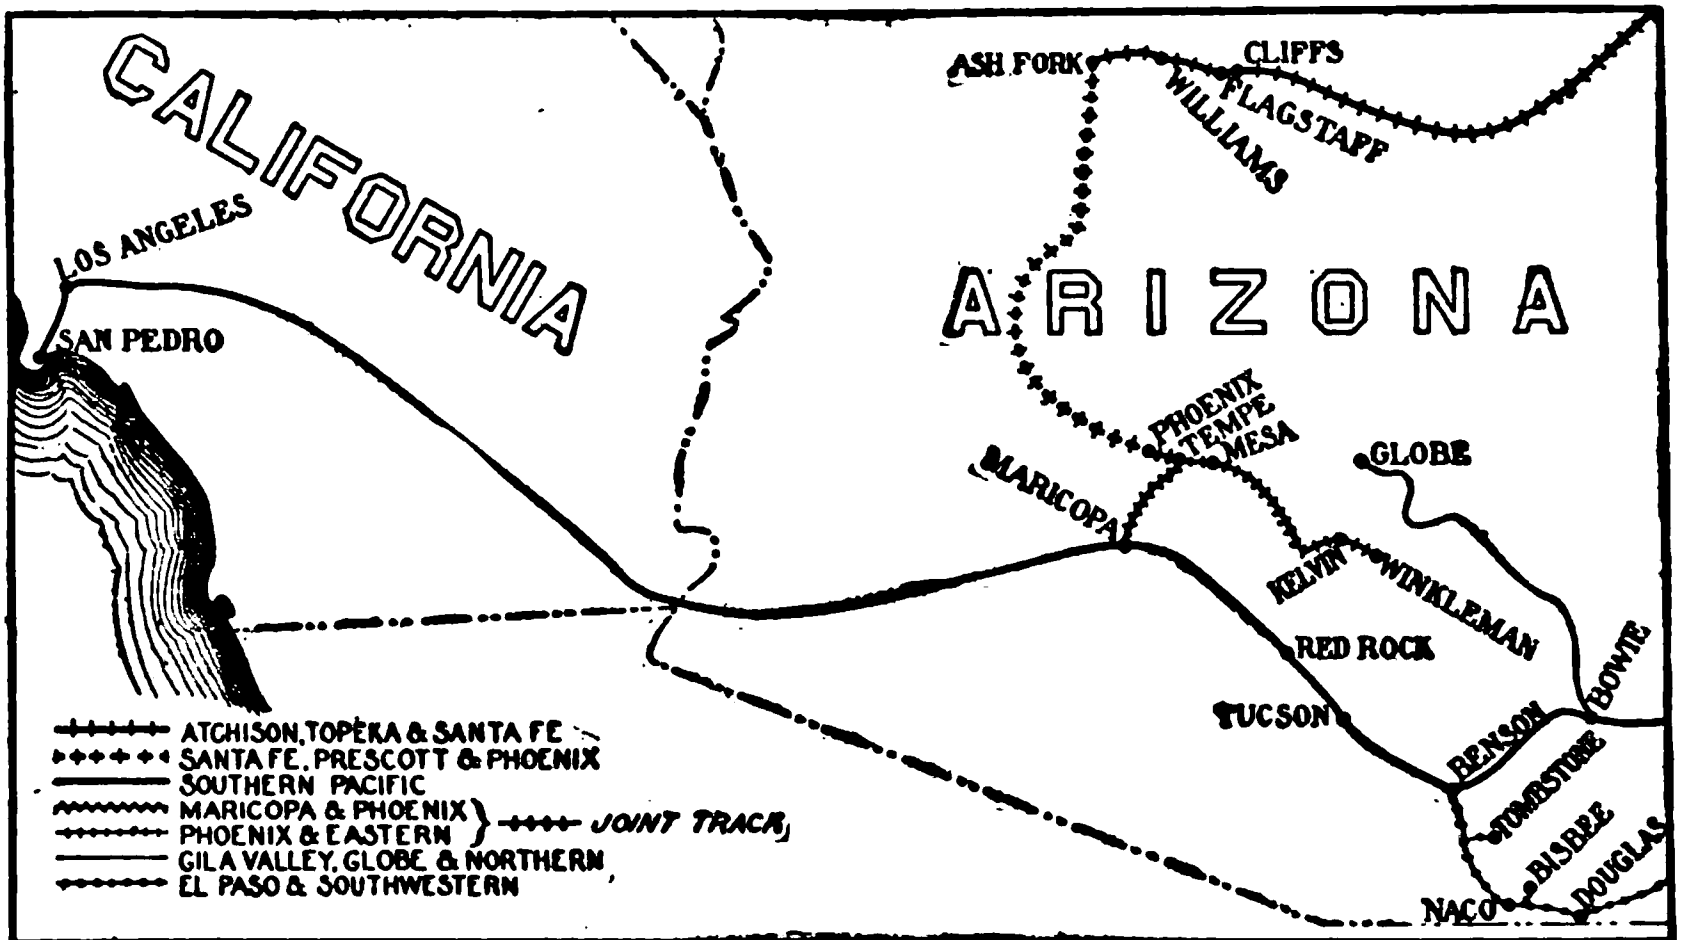 CALIFORNIA
ARIZONA
ASH FORK
CLIFFS
FLAGSTAFF
WILLIAMS
LOS ANGELES
SAN PEDRO
PHOENIX
TEMPE
MESA
MARICOPA
GLOBE
KELVIN
WINKLEMAN
RED ROCK
TUCSON
BENSON
BOWIE
TOMBSTONE
BISBEE
DOUGLAS
NACO
ATCHISON, TOPEKA & SANTA FE
SANTA FE, PRESCOTT & PHOENIX
SOUTHERN PACIFIC
MARICOPA & PHOENIX
PHOENIX & EASTERN
JOINT TRACK
GILA VALLEY, GLOBE & NORTHERN
EL PASO & SOUTHWESTERN